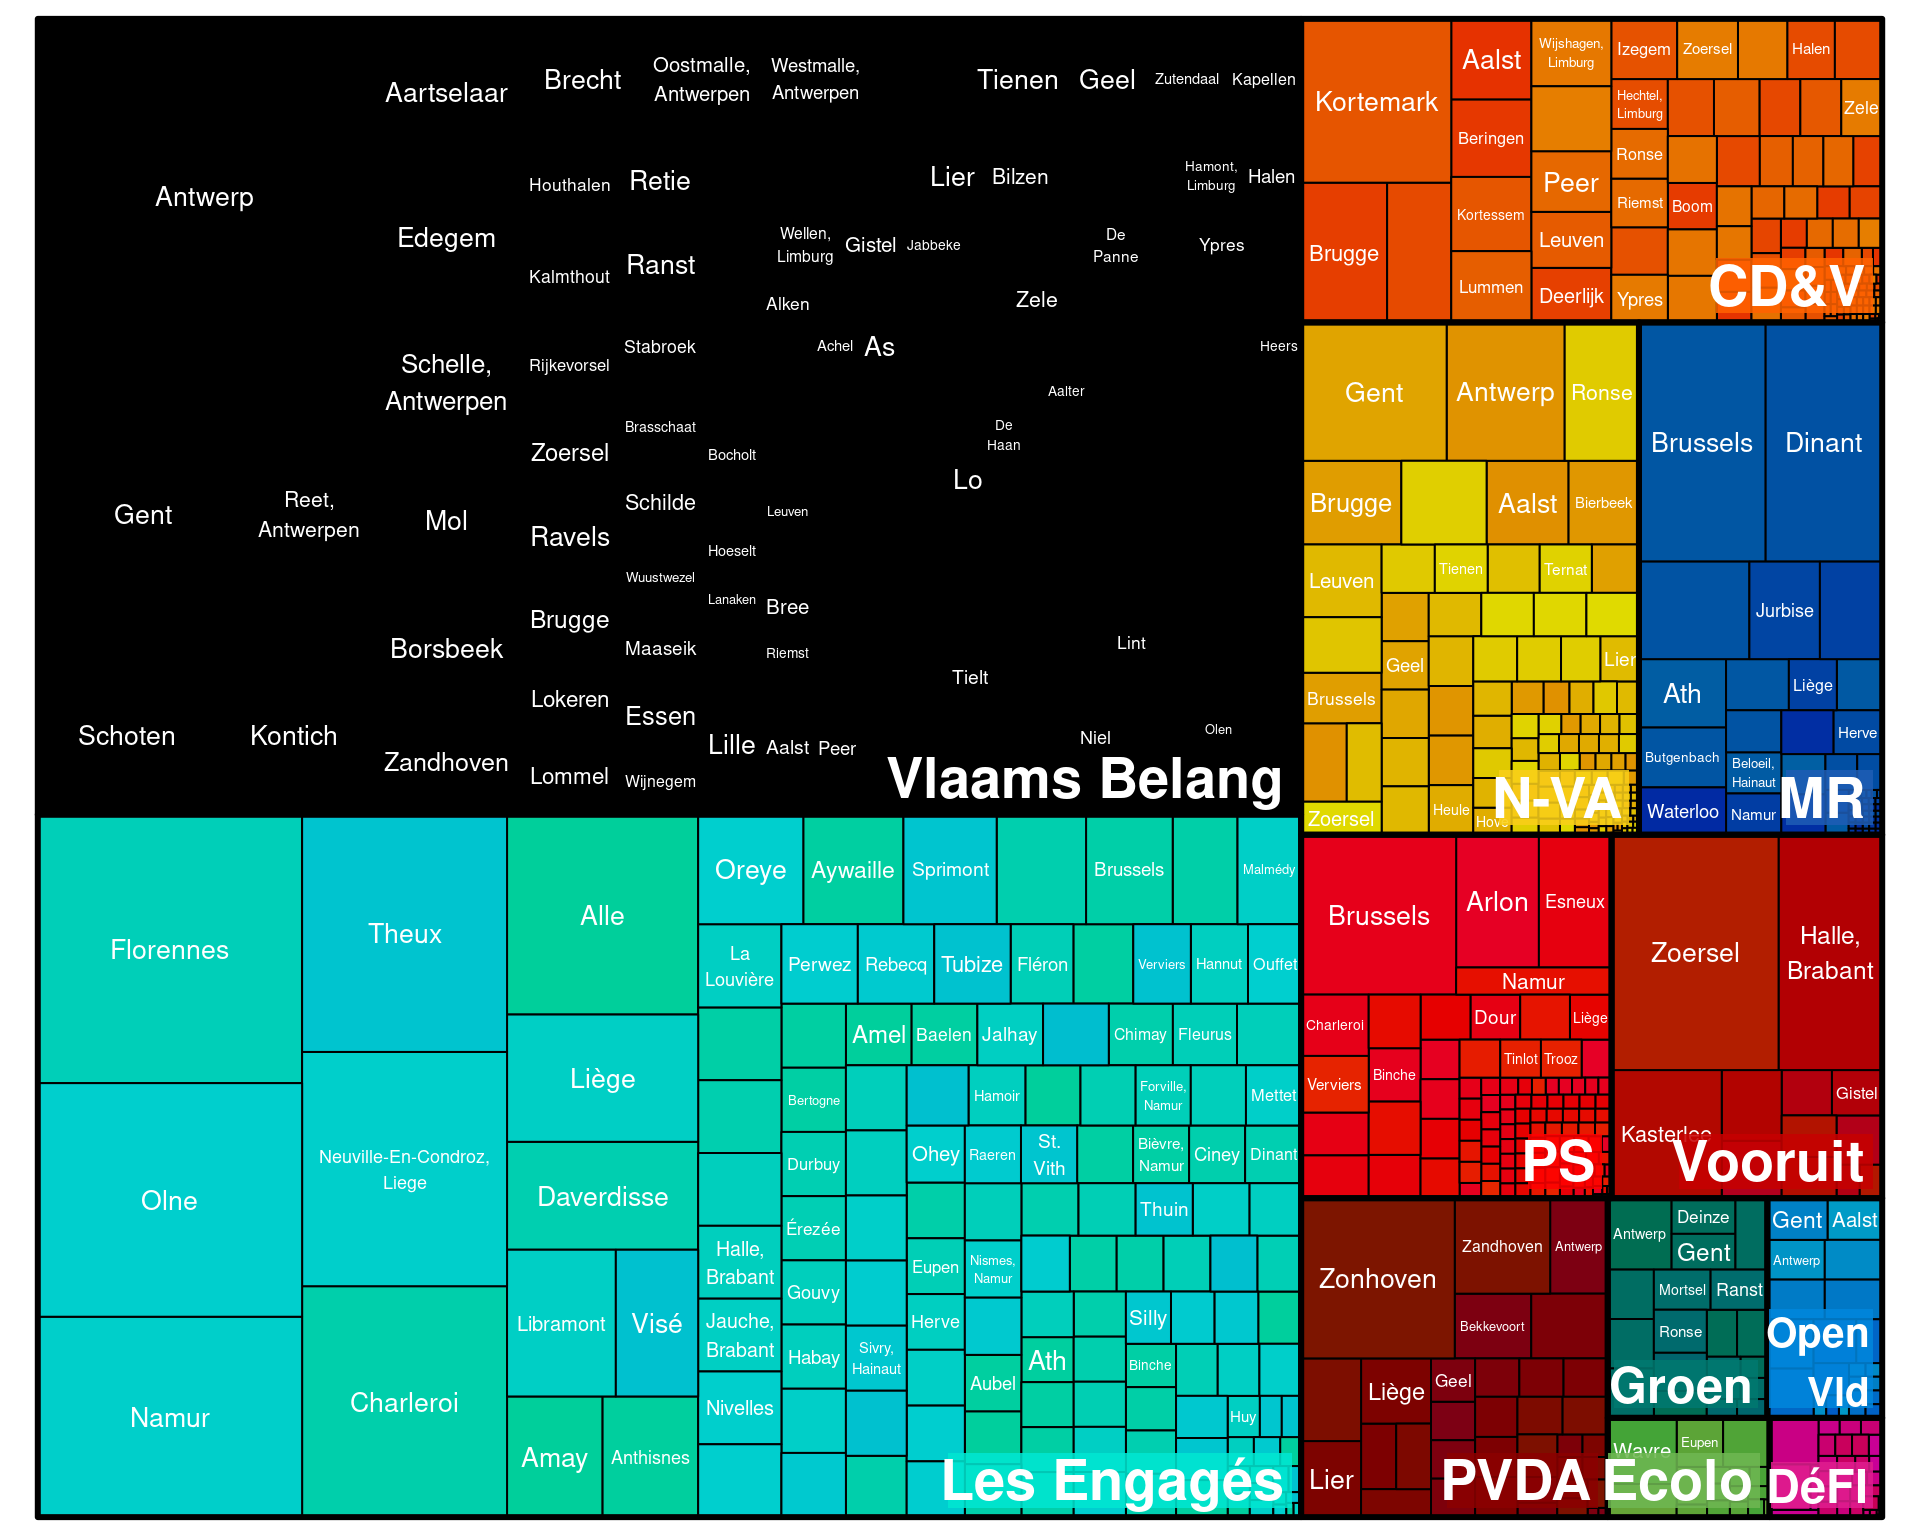 Aartselaar
Brecht
Oostmalle,
Antwerpen
Westmalle,
Antwerpen
Tienen
Geel
Zutendaal
Kapellen
Antwerp
Houthalen
Retie
Lier
Bilzen
Hamont,
Limburg
Halen
Edegem
Ranst
Wellen,
Limburg
Gistel
Jabbeke
De
Panne
Ypres
Kalmthout
Alken
Zele
Schelle,
Antwerpen
Rijkevorsel
Stabroek
Achel
As
Heers
Aalter
Zoersel
Brasschaat
Bocholt
De
Haan
Lo
Gent
Reet,
Antwerpen
Mol
Schilde
Leuven
Ravels
Hoeselt
Wuustwezel
Lanaken
Bree
Brugge
Borsbeek
Maaseik
Riemst
Lint
Tielt
Lokeren
Essen
Schoten
Kontich
Zandhoven
Lille
Aalst
Peer
Niel
Olen
Lommel
Wijnegem
Vlaams Belang
Kortemark
Aalst
Wijshagen,
Limburg
Izegem
Zoersel
Halen
Beringen
Hechtel,
Limburg
Zele
Peer
Ronse
Kortessem
Riemst
Boom
Brugge
Leuven
Lummen
Deerlijk
Ypres
CD&V
Gent
Antwerp
Ronse
Brugge
Aalst
Bierbeek
Leuven
Tienen
Ternat
Geel
Lier
Brussels
Heule
Zoersel
N-VA
Brussels
Dinant
Jurbise
Ath
Liège
Herve
Butgenbach
Beloeil,
Hainaut
Waterloo
Namur
MR
Florennes
Theux
Alle
Oreye
Aywaille
Sprimont
Brussels
Malmédy
La
Louvière
Perwez
Rebecq
Tubize
Fléron
Verviers
Hannut
Ouffet
Liège
Amel
Baelen
Jalhay
Chimay
Fleurus
Bertogne
Hamoir
Forville,
Namur
Mettet
Olne
Neuville-En-Condroz,
Liege
Daverdisse
Durbuy
Ohey
Raeren
St.
Vith
Bièvre,
Namur
Ciney
Dinant
Érezée
Thuin
Halle,
Brabant
Eupen
Nismes,
Namur
Gouvy
Libramont
Visé
Jauche,
Brabant
Herve
Silly
Habay
Sivry,
Hainaut
Ath
Binche
Namur
Charleroi
Nivelles
Aubel
Huy
Amay
Anthisnes
Les Engagés
Brussels
Arlon
Esneux
Namur
Charleroi
Dour
Liège
Tinlot
Trooz
Verviers
Binche
PS
Zoersel
Halle,
Brabant
Gistel
Kasterlee
Vooruit
Zonhoven
Zandhoven
Antwerp
Bekkevoort
Liège
Geel
Lier
PVDA
Antwerp
Deinze
Gent
Mortsel
Ranst
Ronse
Groen
Gent
Aalst
Antwerp
Open
Vld
Wavre
Eupen
Ecolo
DéFI